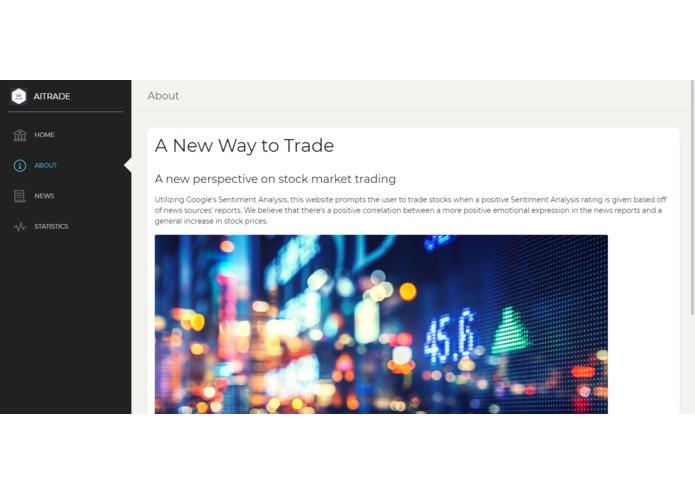 AITRADE
About
HOME
ABOUT
NEWS
STATISTICS
A New Way to Trade
A new perspective on stock market trading
Utilizing Google's Sentiment Analysis, this website prompts the user to trade stocks when a positive Sentiment Analysis rating is given based off
of news sources' reports. We believe that there's a positive correlation between a more positive emotional expression in the news reports and a
general increase in stock prices.
45.6